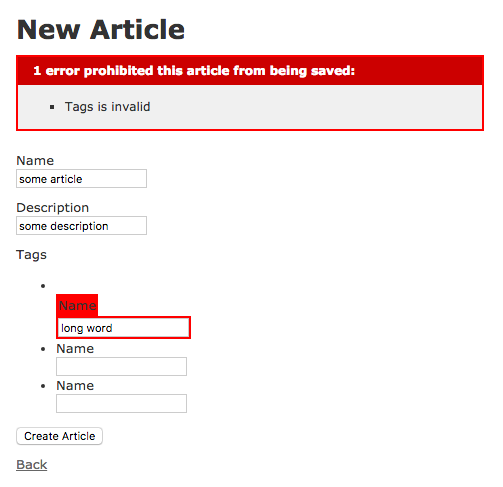 New Article
1 error prohibited this article from being saved:
Tags is invalid
Name
some article
Description
some description
Tags
Name
long word
Name
Name
Create Article
Back